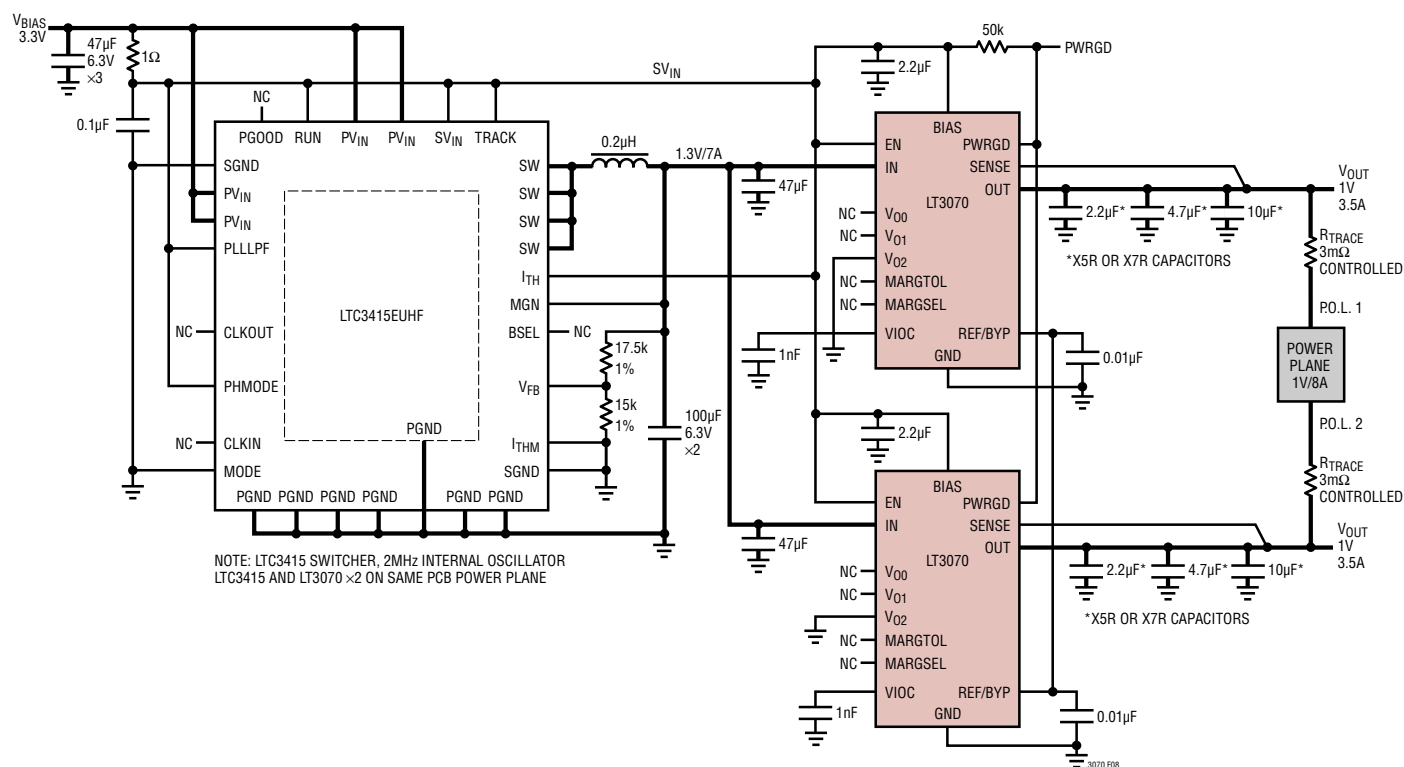 VBIAS
3.3V
47µF
6.3V
×3
1Ω
0.1µF
NC
SVIN
PGOOD RUN PVIN PVIN SVIN TRACK
SGND
PVIN
PVIN
PLLLPF
NC CLKOUT
PHMODE
NC CLKIN
MODE
LTC3415EUHF
PGND
PGND PGND PGND PGND PGND PGND
SW
SW
SW
SW
ITH
MGN
BSEL NC
VFB
ITHM
SGND
0.2µH
1.3V/7A
17.5k
1%
15k
1%
100µF
6.3V
×2
NOTE: LTC3415 SWITCHER, 2MHz INTERNAL OSCILLATOR
LTC3415 AND LT3070 ×2 ON SAME PCB POWER PLANE
50k
PWRGD
2.2µF
47µF
BIAS
EN
IN
NC VO0
NC VO1
VO2
NC MARGTOL
NC MARGSEL
VIOC
PWRGD
SENSE
OUT
LT3070
REF/BYP
GND
1nF
0.01µF
2.2µF* 4.7µF* 10µF*
*X5R OR X7R CAPACITORS
VOUT
1V
3.5A
RTRACE
3mΩ
CONTROLLED
P.O.L. 1
POWER
PLANE
1V/8A
P.O.L. 2
RTRACE
3mΩ
CONTROLLED
VOUT
1V
3.5A
2.2µF
47µF
BIAS
EN
IN
NC VO0
NC VO1
VO2
NC MARGTOL
NC MARGSEL
VIOC
PWRGD
SENSE
OUT
LT3070
REF/BYP
GND
1nF
0.01µF
2.2µF* 4.7µF* 10µF*
*X5R OR X7R CAPACITORS
3070 F08